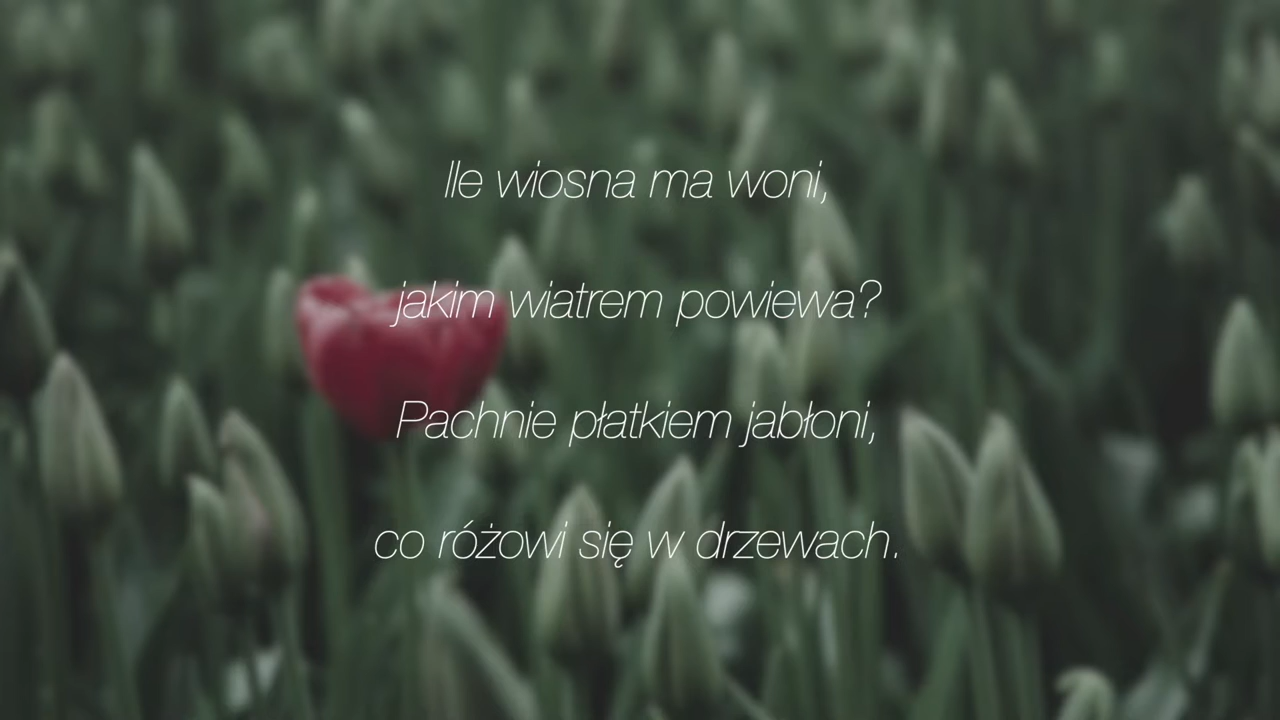 Ile wiosna ma woni,
jakim wiatrem powiewa?
Pachnie płatkiem jabłoni,
co różowi się w drzewach.